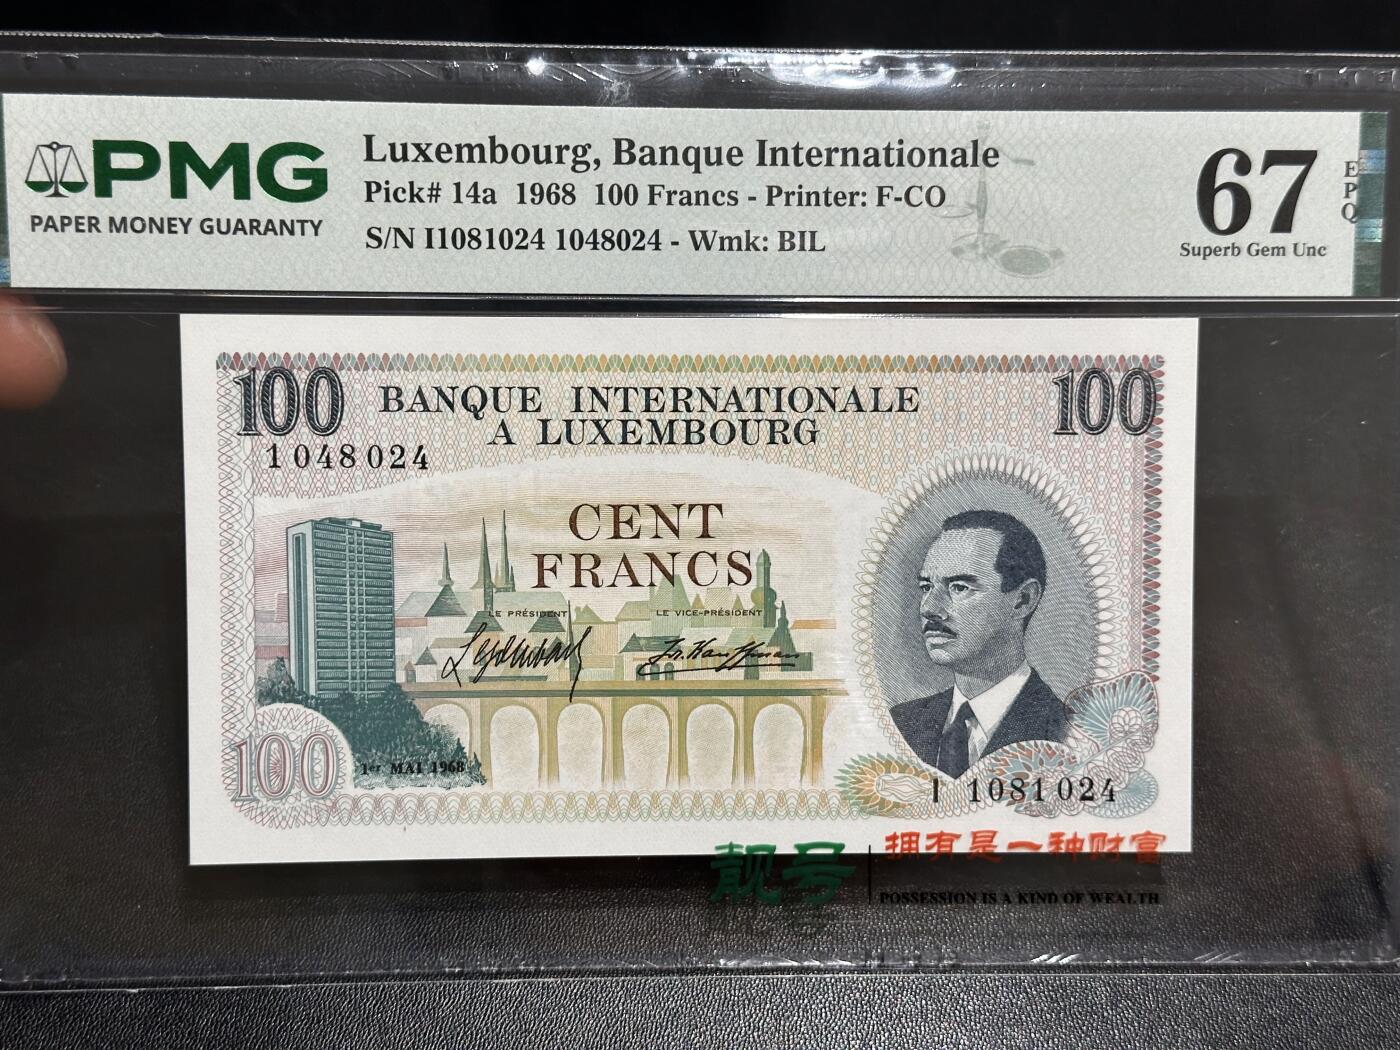 PMG
PAPER MONEY GUARANTY
Luxembourg, Banque Internationale
Pick# 14a 1968 100 Francs - Printer: F-CO
S/N I1081024 1048024 - Wmk: BIL
67
EPQ
Superb Gem Unc
100
BANQUE INTERNATIONALE
A LUXEMBOURG
100
1048024
CENT
FRANCS
LE PRÉSIDENT
LE VICE-PRÉSIDENT
100
1er MAI 1968
I 1081024
靓号
拥有是一种财富
POSSESSION IS A KIND OF WEALTH